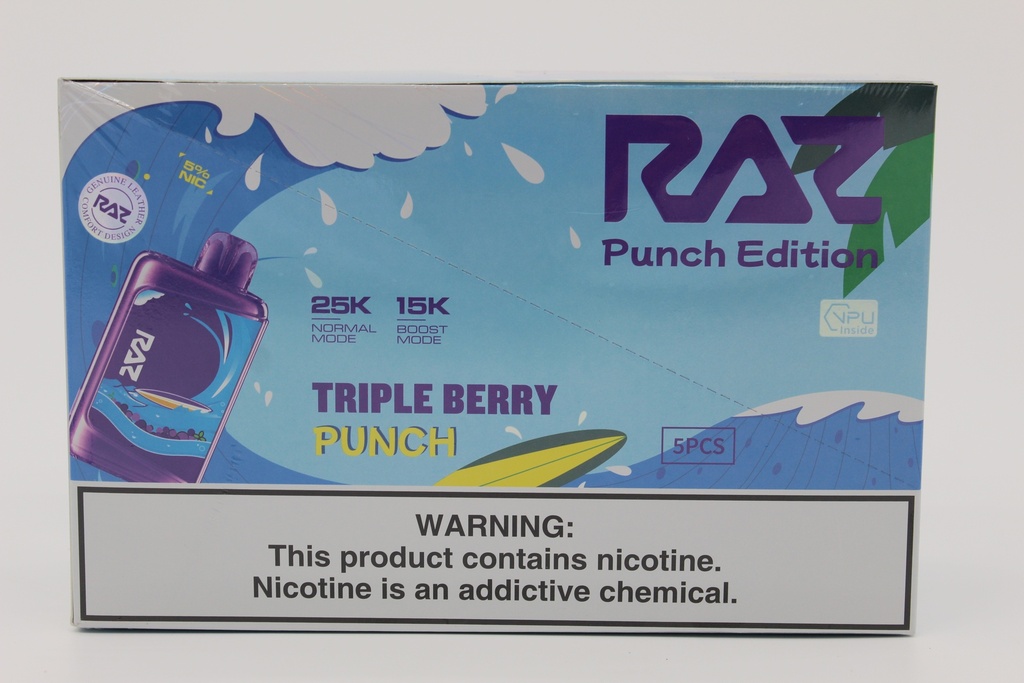 RAZ
Punch Edition
5%
NIC
GENUINE LEATHER
RAZ
COMFORT DESIGN
VPU
Inside
25K 15K
NORMAL BOOST
MODE MODE
RAZ
TRIPLE BERRY
PUNCH
5PCS
WARNING:
This product contains nicotine.
Nicotine is an addictive chemical.